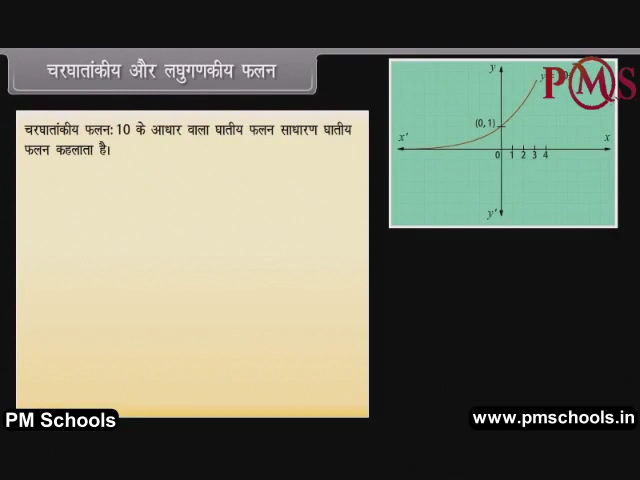 चरघातांकीय और लघुगणकीय फलन
चरघातांकीय फलन: 10 के आधार वाला घातीय फलन साधारण घातीय
फलन कहलाता है।
y
PMS
(0, 1)
x'
x
0 1 2 3 4
y'
PM Schools
www.pmschools.in